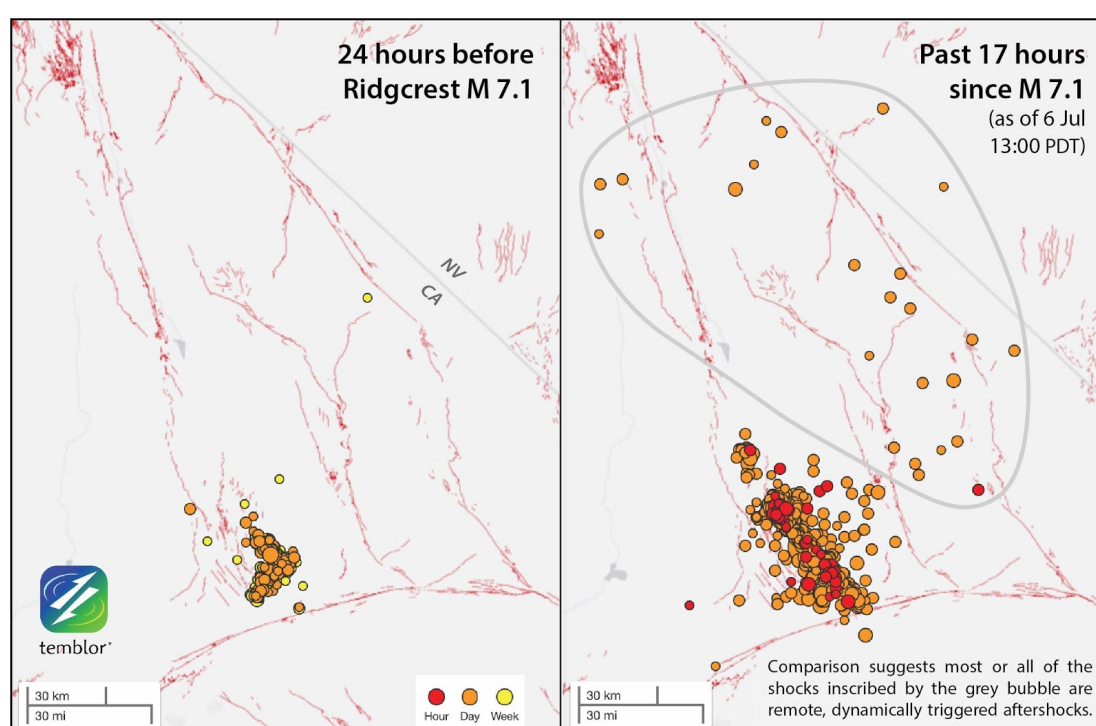 24 hours before
Ridgcrest M 7.1
NV
CA
temblor
30 km
30 mi
Hour Day Week
Past 17 hours
since M 7.1
(as of 6 Jul
13:00 PDT)
30 km
30 mi
Comparison suggests most or all of the
shocks inscribed by the grey bubble are
remote, dynamically triggered aftershocks.